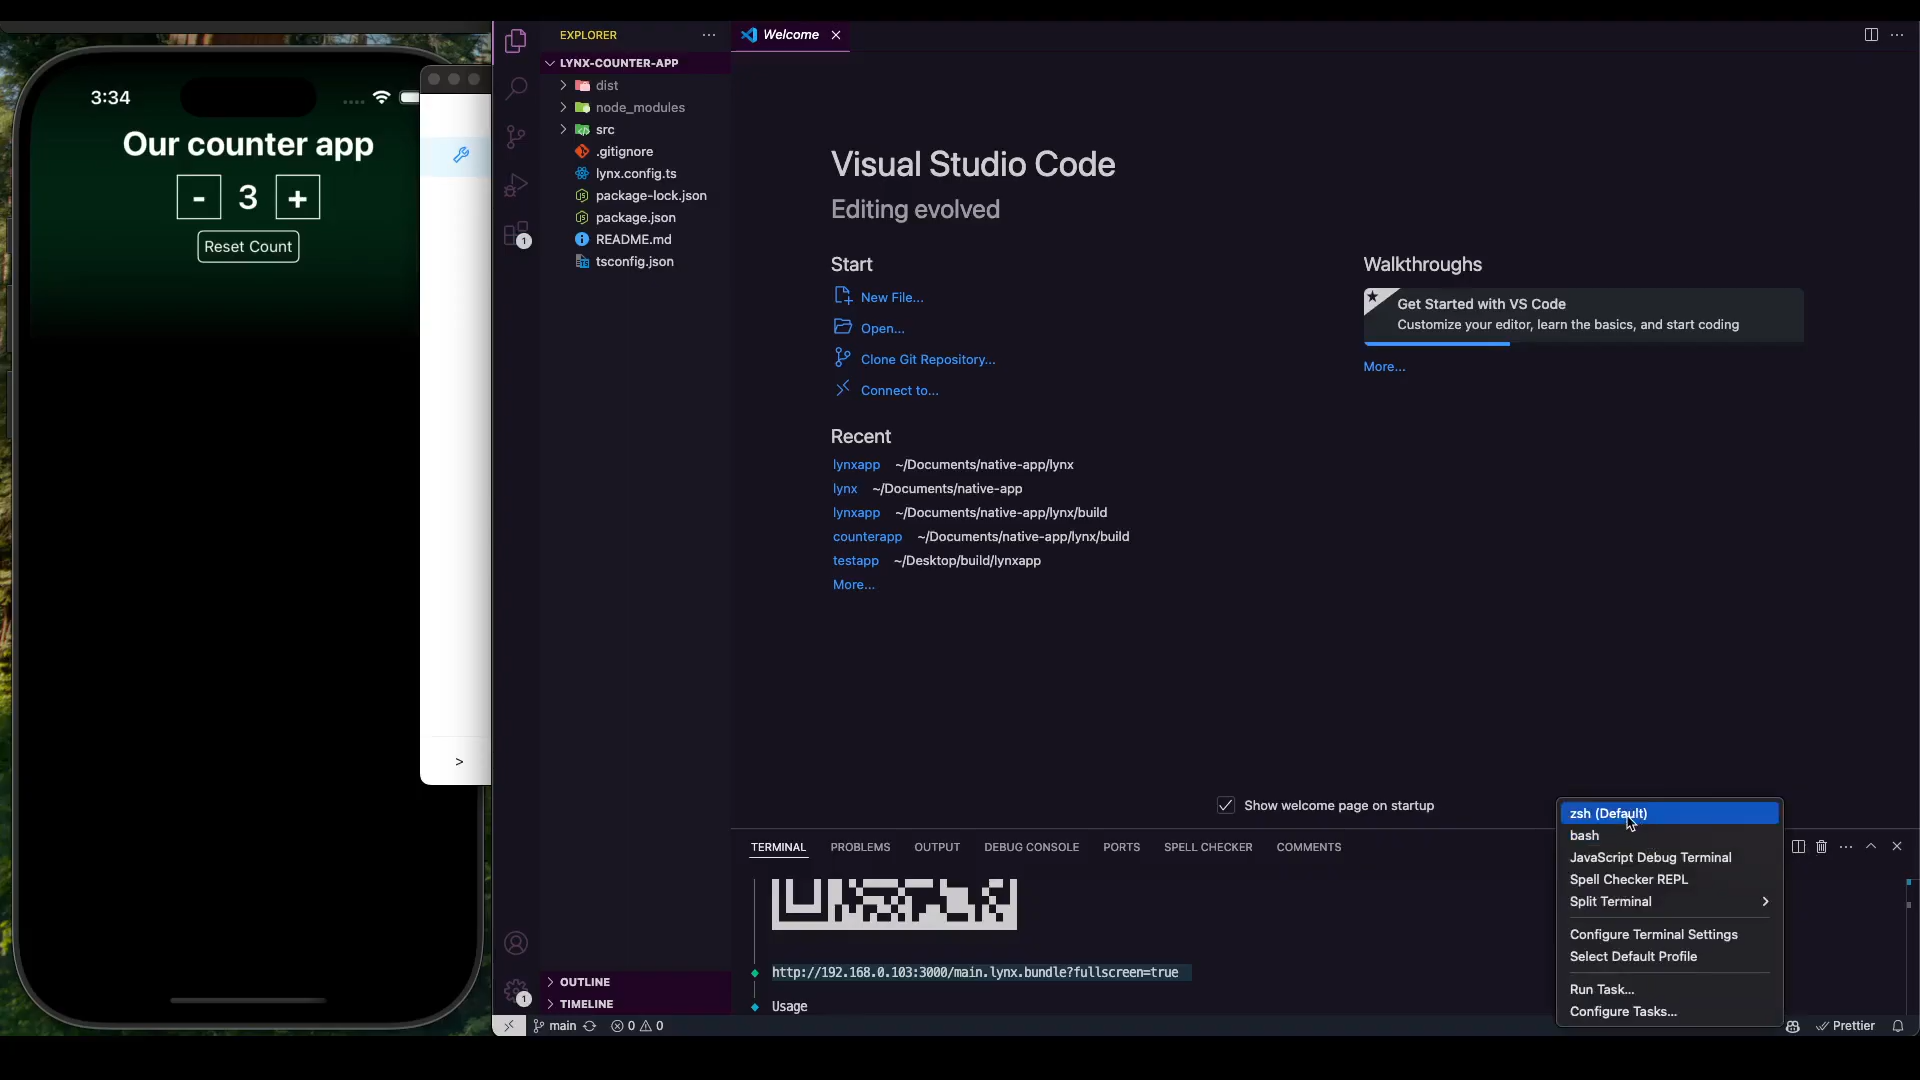 3:34
Our counter app
- 3 +
Reset Count
>
EXPLORER
LYNX-COUNTER-APP
dist
node_modules
src
.gitignore
lynx.config.ts
package-lock.json
package.json
README.md
tsconfig.json
1
OUTLINE
TIMELINE
1
Welcome
Visual Studio Code
Editing evolved
Start
New File...
Open...
Clone Git Repository...
Connect to...
Recent
lynxapp ~/Documents/native-app/lynx
lynx ~/Documents/native-app
lynxapp ~/Documents/native-app/lynx/build
counterapp ~/Documents/native-app/lynx/build
testapp ~/Desktop/build/lynxapp
More...
Walkthroughs
Get Started with VS Code
Customize your editor, learn the basics, and start coding
More...
Show welcome page on startup
TERMINAL PROBLEMS OUTPUT DEBUG CONSOLE PORTS SPELL CHECKER COMMENTS
http://192.168.0.103:3000/main.lynx.bundle?fullscreen=true
Usage
zsh (Default)
bash
JavaScript Debug Terminal
Spell Checker REPL
Split Terminal
Configure Terminal Settings
Select Default Profile
Run Task...
Configure Tasks...
main 0 0
Prettier